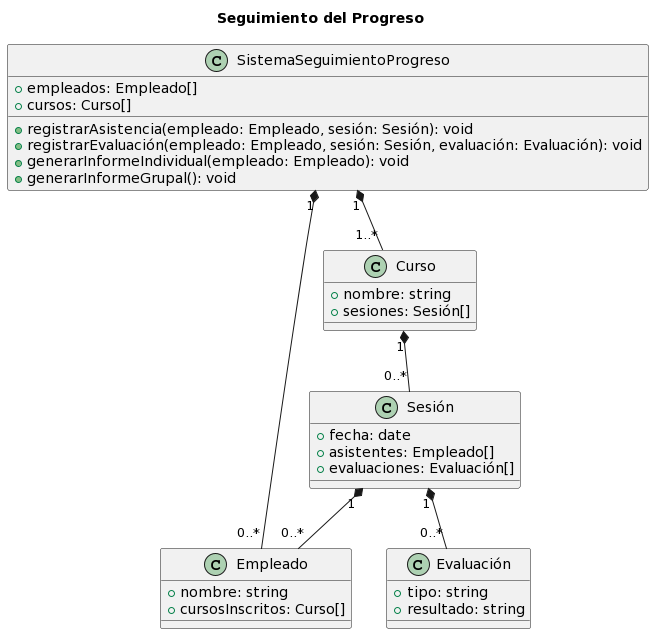 Seguimiento del Progreso
C SistemaSeguimientoProgreso
empleados: Empleado[]
cursos: Curso[]
registrarAsistencia(empleado: Empleado, sesión: Sesión): void
registrarEvaluación(empleado: Empleado, sesión: Sesión, evaluación: Evaluación): void
generarInformeIndividual(empleado: Empleado): void
generarInformeGrupal(): void
1 1
1..*
C Curso
nombre: string
sesiones: Sesión[]
1
0..*
C Sesión
fecha: date
asistentes: Empleado[]
evaluaciones: Evaluación[]
1 1
0..* 0..* 0..*
C Empleado
nombre: string
cursosInscritos: Curso[]
C Evaluación
tipo: string
resultado: string